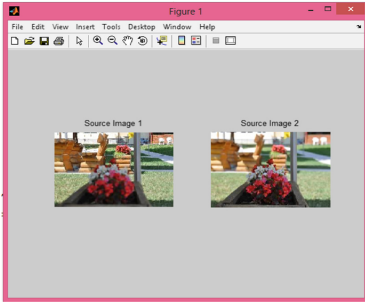 Figure 1
File Edit View Insert Tools Desktop Window Help
Source Image 1 Source Image 2